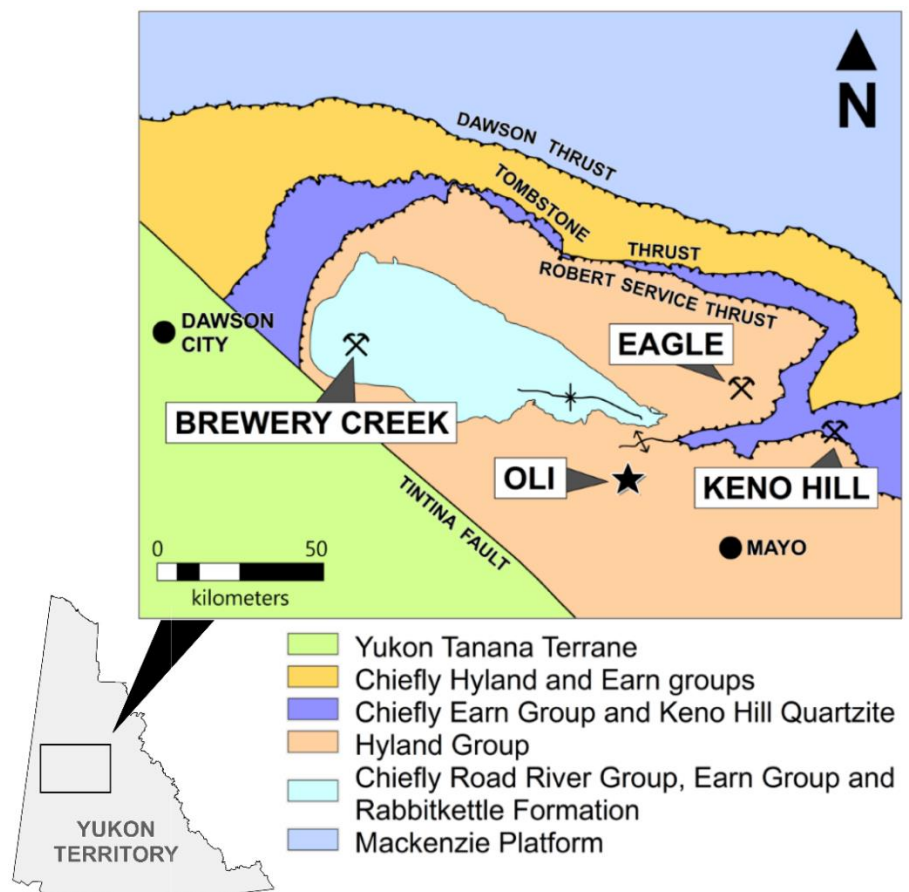 DAWSON THRUST
N
TOMBSTONE THRUST
ROBERT SERVICE THRUST
DAWSON
CITY
EAGLE
BREWERY CREEK
OLI
KENO HILL
TINTINA FAULT
MAYO
0 50
kilometers
Yukon Tanana Terrane
Chiefly Hyland and Earn groups
Chiefly Earn Group and Keno Hill Quartzite
Hyland Group
Chiefly Road River Group, Earn Group and
Rabbitkettle Formation
Mackenzie Platform
YUKON
TERRITORY